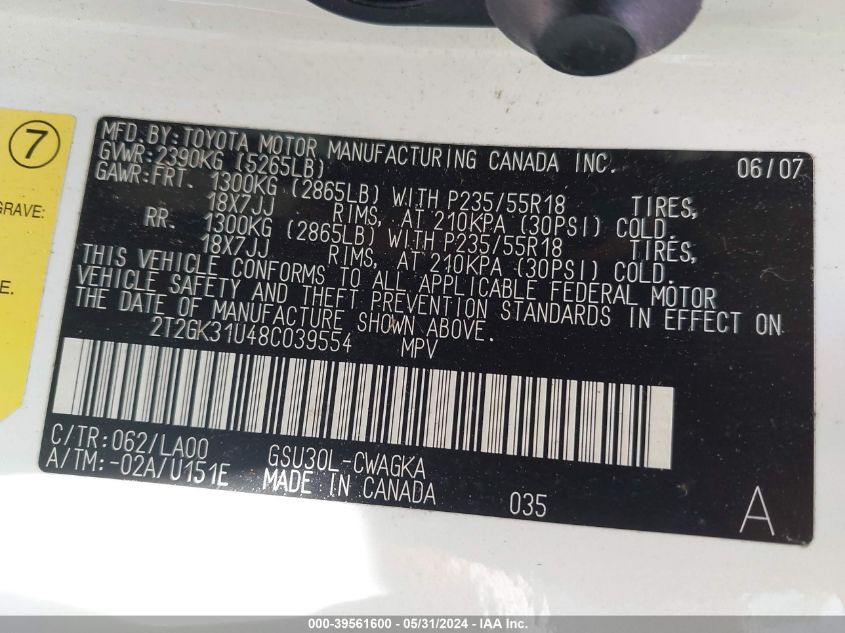 7
GRAVE:
E.
MFD.BY:TOYOTA MOTOR MANUFACTURING CANADA INC. 06/07
GVWR:2390KG (5265LB)
GAWR:FRT. 1300KG (2865LB) WITH P235/55R18 TIRES,
18X7JJ RIMS, AT 210KPA (30PSI) COLD.
RR. 1300KG (2865LB) WITH P235/55R18 TIRES,
18X7JJ RIMS, AT 210KPA (30PSI) COLD.
THIS VEHICLE CONFORMS TO ALL APPLICABLE FEDERAL MOTOR
VEHICLE SAFETY AND THEFT PREVENTION STANDARDS IN EFFECT ON
THE DATE OF MANUFACTURE SHOWN ABOVE.
2T2GK31U48C039554 MPV
C/TR:062/LA00 GSU30L-CWAGKA
A/TM:-02A/U151E MADE IN CANADA 035 A
000-39561600 - 05/31/2024 - IAA Inc.